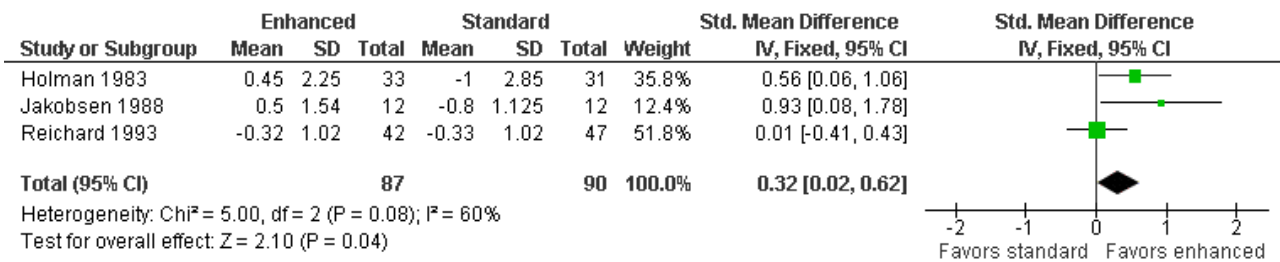 Enhanced Standard Std. Mean Difference Std. Mean Difference
Study or Subgroup Mean SD Total Mean SD Total Weight IV, Fixed, 95% CI IV, Fixed, 95% CI
Holman 1983 0.45 2.25 33 -1 2.85 31 35.8% 0.56 [0.06, 1.06]
Jakobsen 1988 0.5 1.54 12 -0.8 1.125 12 12.4% 0.93 [0.08, 1.78]
Reichard 1993 -0.32 1.02 42 -0.33 1.02 47 51.8% 0.01 [-0.41, 0.43]
Total (95% CI) 87 90 100.0% 0.32 [0.02, 0.62]
Heterogeneity: Chi² = 5.00, df = 2 (P = 0.08); I² = 60%
Test for overall effect: Z = 2.10 (P = 0.04)
-2 -1 0 1 2
Favors standard Favors enhanced